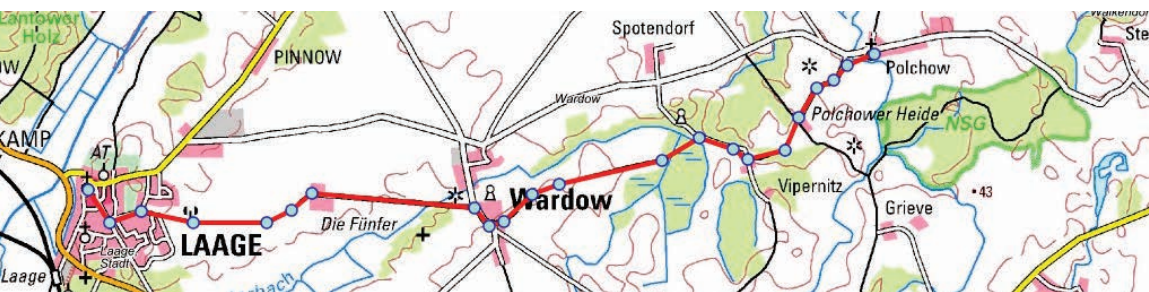 Lantower
Holz
PINNOW
Spotendorf
Polchow
Ste
KAMP
AT
Wardow
Polchower Heide
NSG
Vipernitz
43
Grieve
Wardow
Die Fünfer
LAAGE
Laage
Stadt
Laage
bach